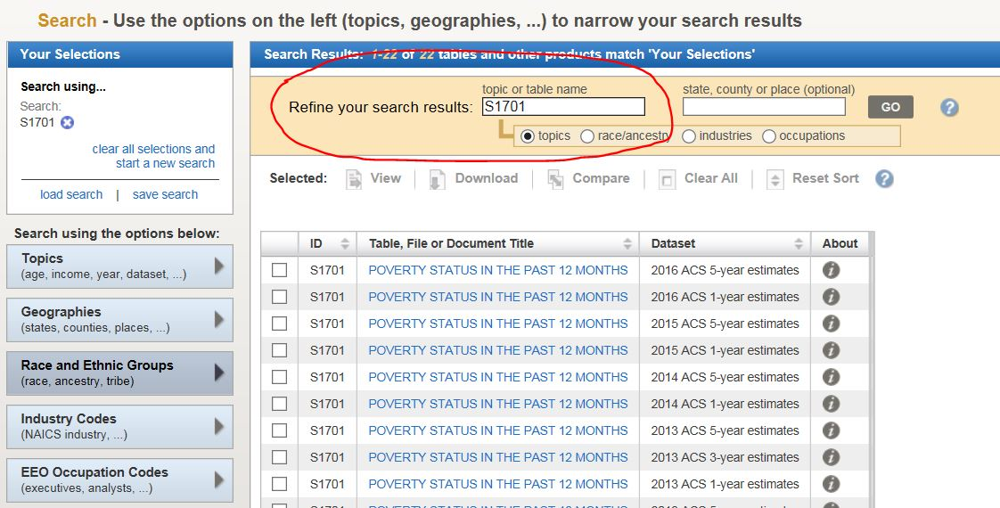 Search - Use the options on the left (topics, geographies, ...) to narrow your search results
Your Selections
Search using...
Search:
S1701
clear all selections and
start a new search
load search | save search
Search using the options below:
Topics
(age, income, year, dataset, ...)
Geographies
(states, counties, places, ...)
Race and Ethnic Groups
(race, ancestry, tribe)
Industry Codes
(NAICS industry, ...)
EEO Occupation Codes
(executives, analysts, ...)
Search Results: 1-22 of 22 tables and other products match 'Your Selections'
topic or table name state, county or place (optional)
Refine your search results: S1701 GO ?
topics race/ancestry industries occupations
Selected: View | Download | Compare | Clear All | Reset Sort ?
ID Table, File or Document Title Dataset About
S1701 POVERTY STATUS IN THE PAST 12 MONTHS 2016 ACS 5-year estimates i
S1701 POVERTY STATUS IN THE PAST 12 MONTHS 2016 ACS 1-year estimates i
S1701 POVERTY STATUS IN THE PAST 12 MONTHS 2015 ACS 5-year estimates i
S1701 POVERTY STATUS IN THE PAST 12 MONTHS 2015 ACS 1-year estimates i
S1701 POVERTY STATUS IN THE PAST 12 MONTHS 2014 ACS 5-year estimates i
S1701 POVERTY STATUS IN THE PAST 12 MONTHS 2014 ACS 1-year estimates i
S1701 POVERTY STATUS IN THE PAST 12 MONTHS 2013 ACS 5-year estimates i
S1701 POVERTY STATUS IN THE PAST 12 MONTHS 2013 ACS 3-year estimates i
S1701 POVERTY STATUS IN THE PAST 12 MONTHS 2013 ACS 1-year estimates i